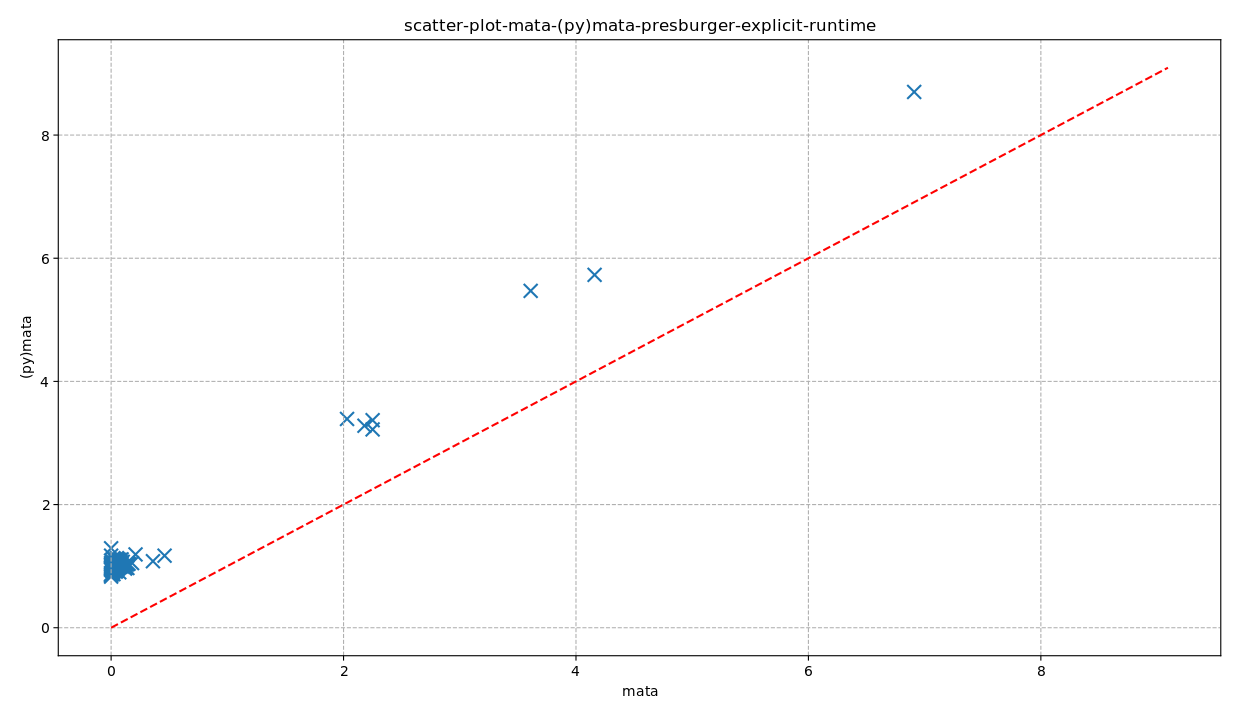 scatter-plot-mata-(py)mata-presburger-explicit-runtime
(py)mata
8
6
4
2
0
0 2 4 6 8
mata